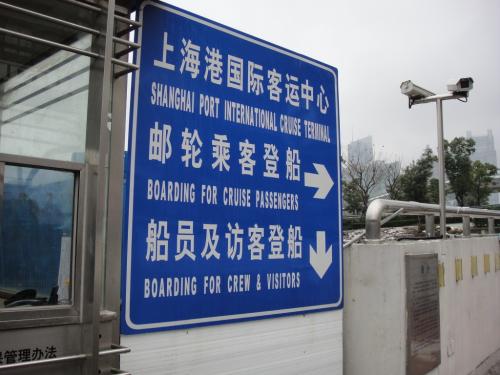 上海港国际客运中心
SHANGHAI PORT INTERNATIONAL CRUISE TERMINAL
邮轮乘客登船
BOARDING FOR CRUISE PASSENGERS
船员及访客登船
BOARDING FOR CREW & VISITORS
管理办法